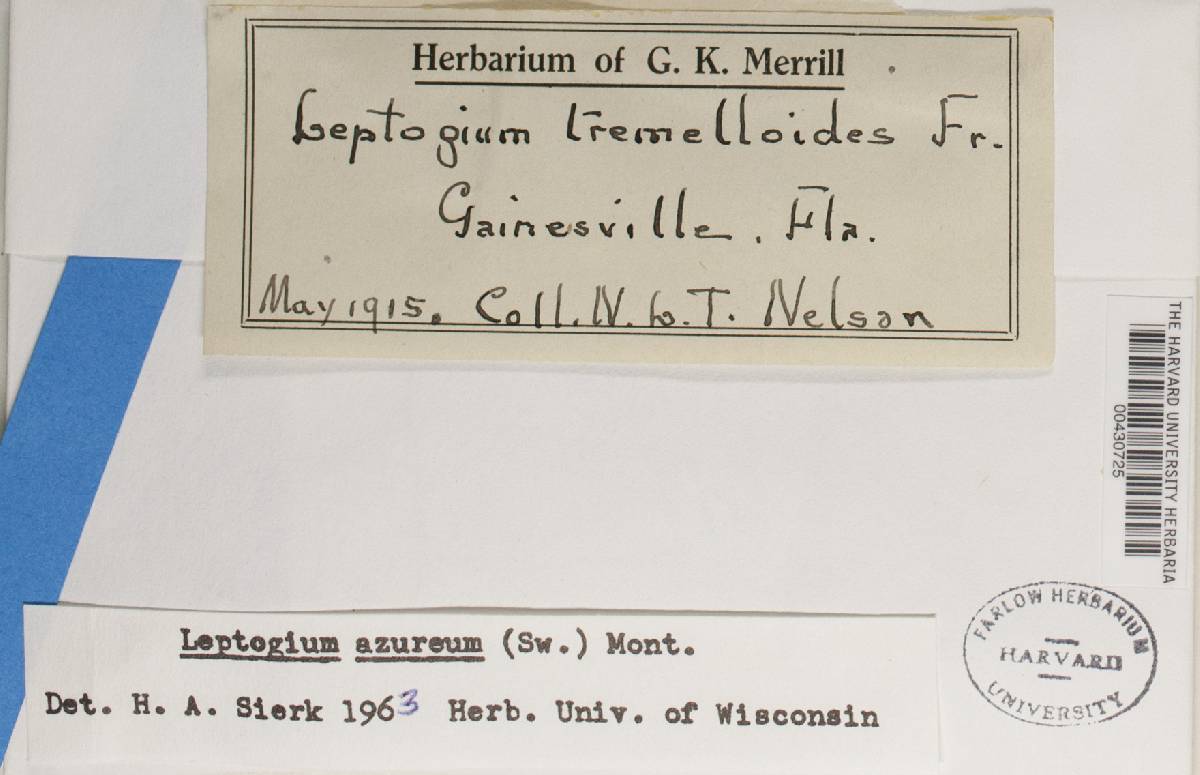 Herbarium of G. K. Merrill
Leptogium tremelloides Fr.
Gainesville. Fla.
May 1915. Coll. N. L. T. Nelson
THE HARVARD UNIVERSITY HERBARIA
00430725
Leptogium azureum (Sw.) Mont.
Det. H. A. Sierk 1963 Herb. Univ. of Wisconsin
FARLOW HERBARIUM
HARVARD
UNIVERSITY